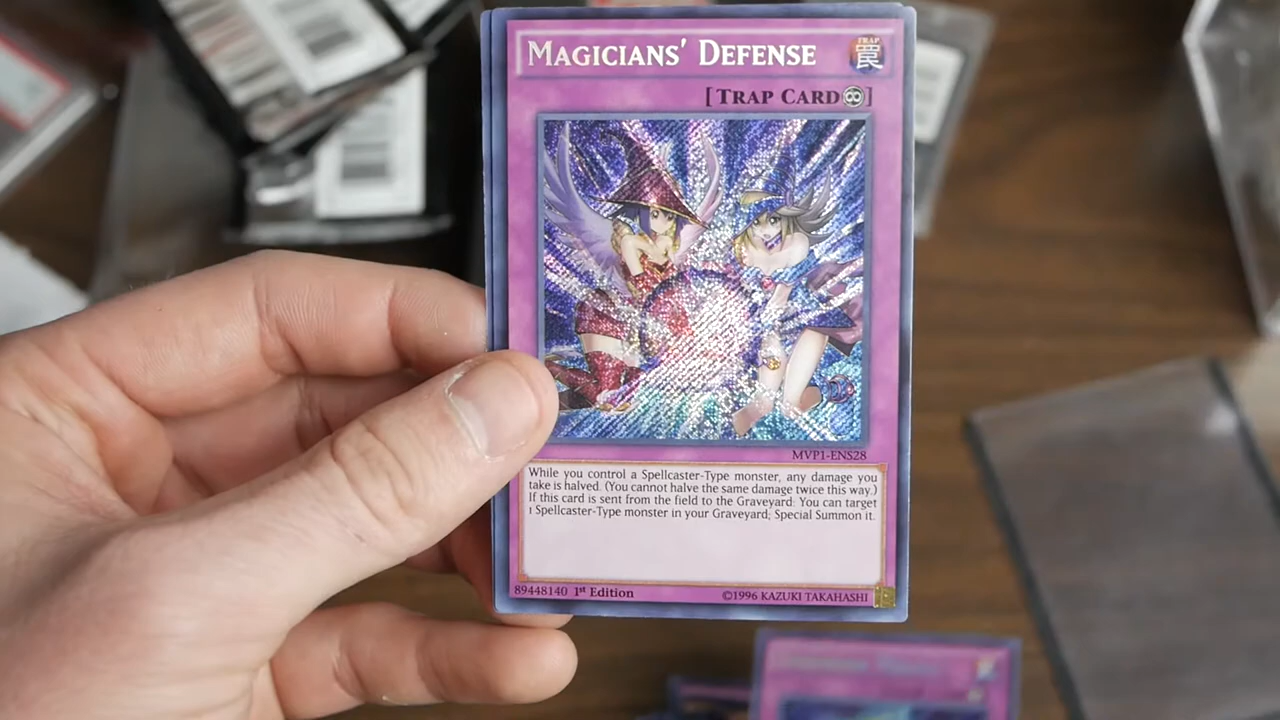 MAGICIANS' DEFENSE
TRAP
罠
[TRAP CARD]
MVP1-ENS28
While you control a Spellcaster-Type monster, any damage you
take is halved. (You cannot halve the same damage twice this way.)
If this card is sent from the field to the Graveyard: You can target
1 Spellcaster-Type monster in your Graveyard; Special Summon it.
89448140 1st Edition
©1996 KAZUKI TAKAHASHI